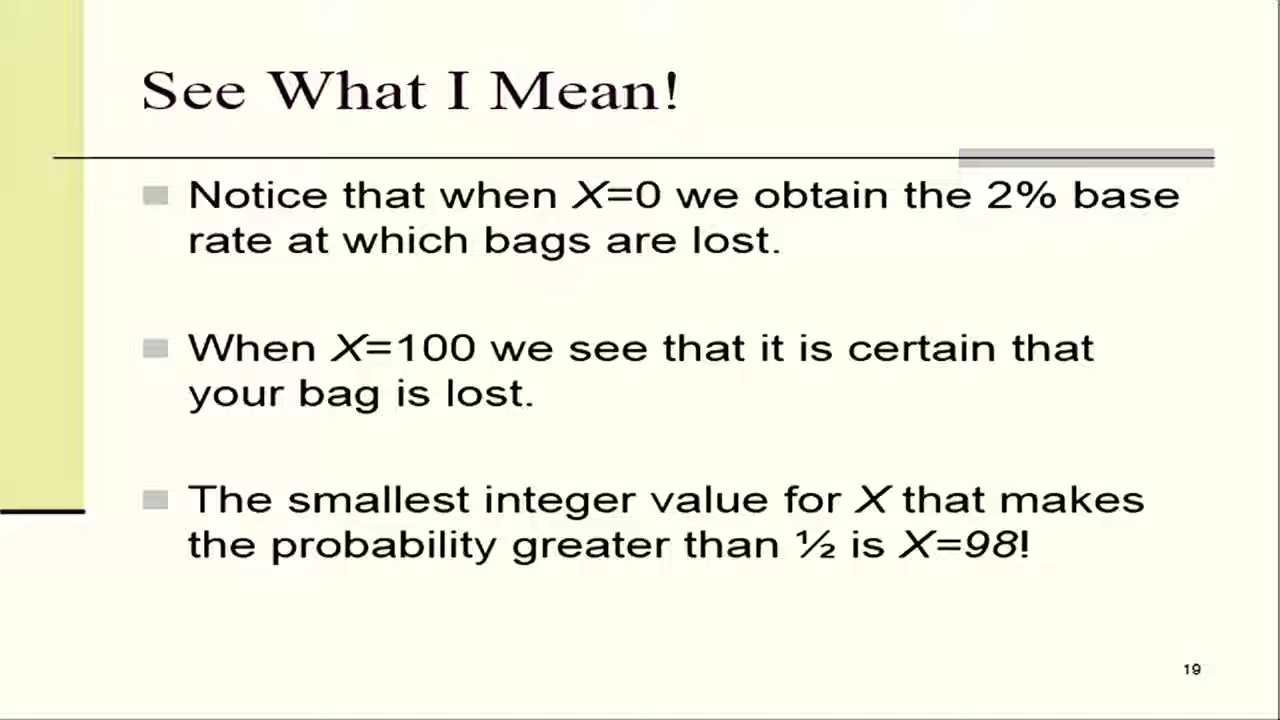 See What I Mean!
Notice that when X=0 we obtain the 2% base
rate at which bags are lost.
When X=100 we see that it is certain that
your bag is lost.
The smallest integer value for X that makes
the probability greater than ½ is X=98!
19